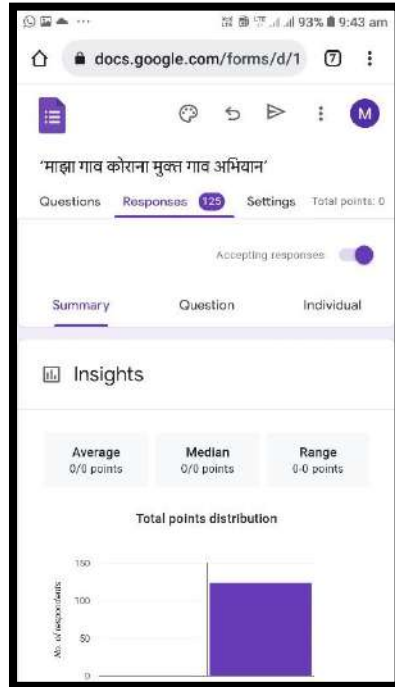 93% 9:43 am
docs.google.com/forms/d/1 7
M
'माझा गाव कोराना मुक्त गाव अभियान'
Questions Responses 125 Settings Total points: 0
Accepting responses
Summary Question Individual
Insights
Average Median Range
0/0 points 0/0 points 0-0 points
Total points distribution
150
100
50
0
No. of respondents